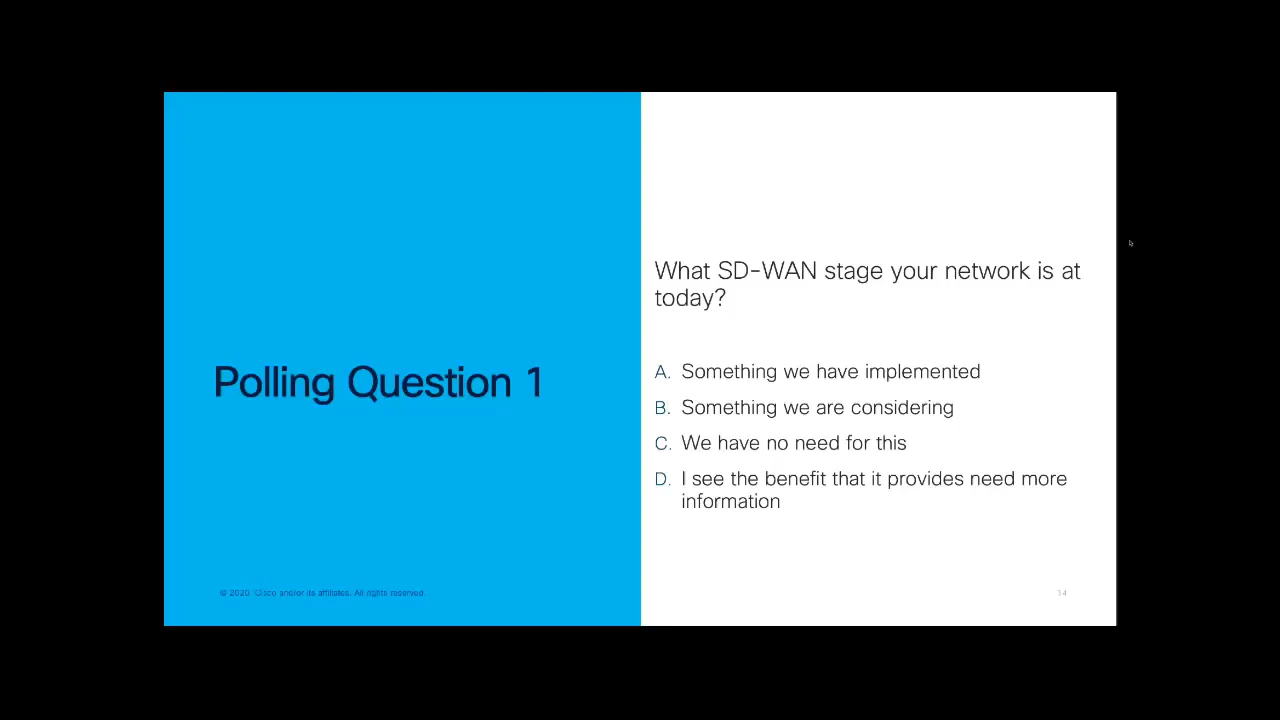 Polling Question 1
What SD-WAN stage your network is at
today?
A. Something we have implemented
B. Something we are considering
C. We have no need for this
D. I see the benefit that it provides need more
information
© 2020 Cisco and/or its affiliates. All rights reserved.
14